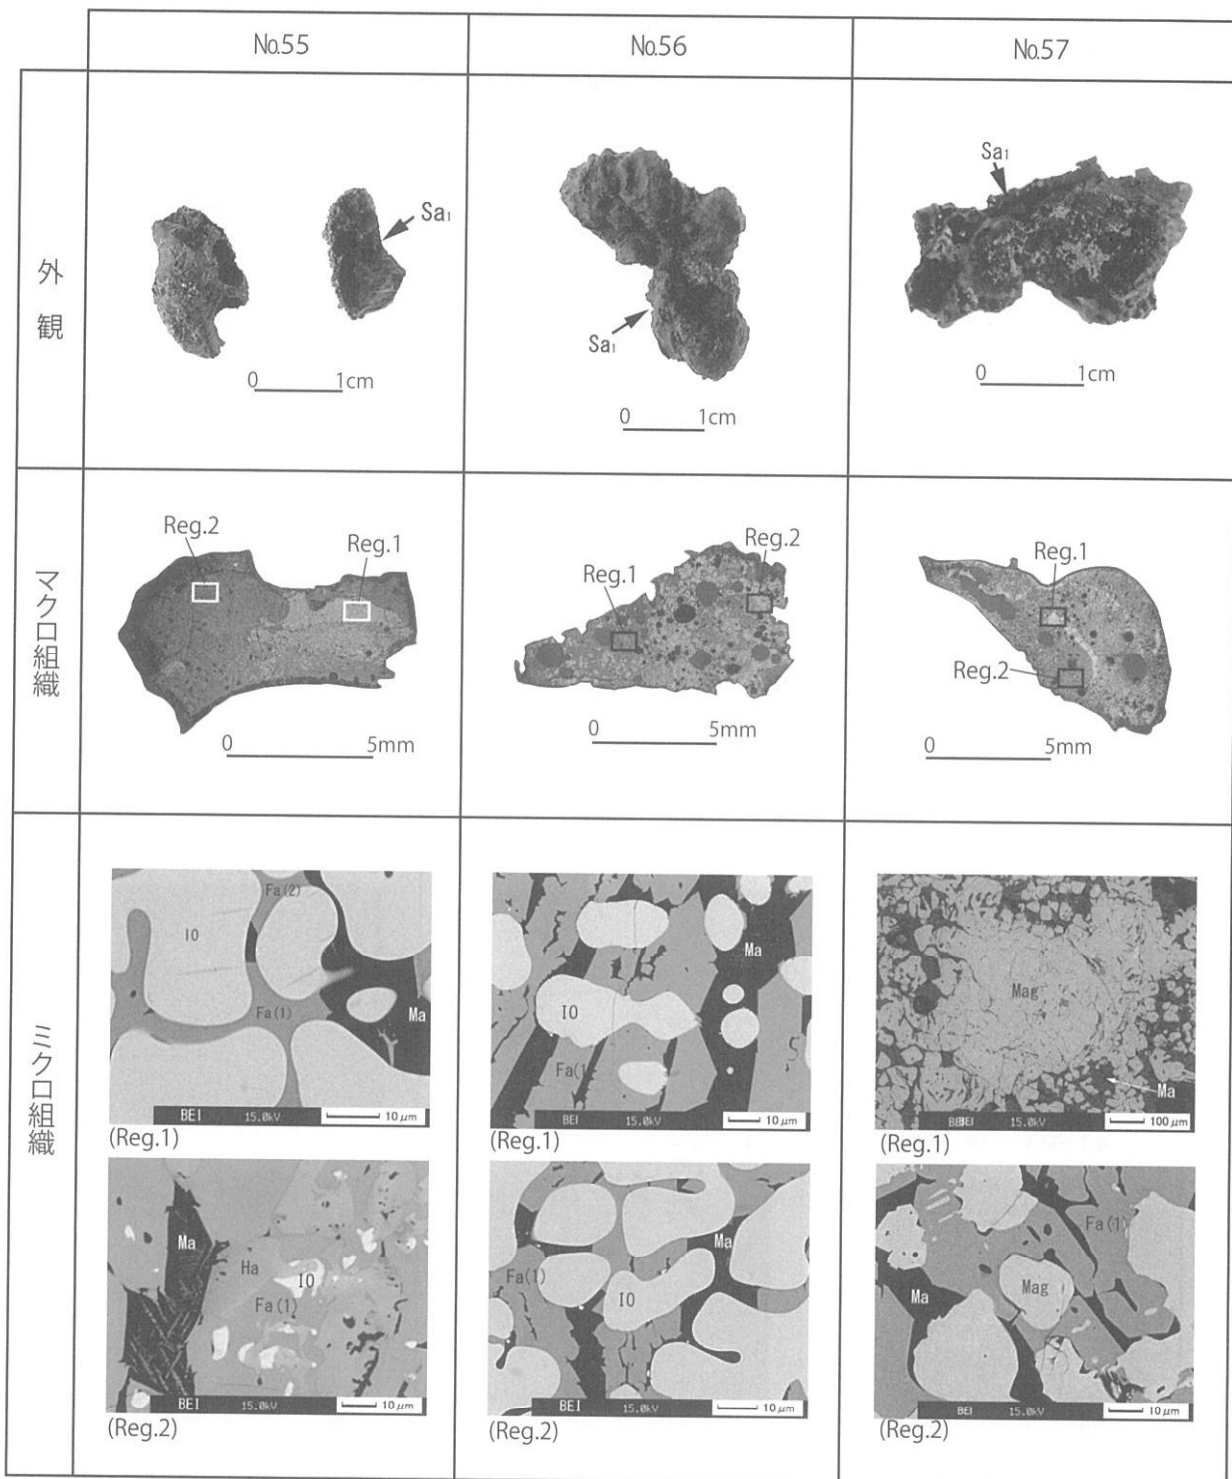 No.55
No.56
No.57
外観
Sa1
0 1cm
Sa1
0 1cm
Sa1
0 1cm
マクロ組織
Reg.2
Reg.1
0 5mm
Reg.1
Reg.2
0 5mm
Reg.1
Reg.2
0 5mm
ミクロ組織
Fa(2)
IO
Fa(1)
Ma
BEI 15.0kV 10μm
(Reg.1)
Ma
IO
Fa(1
BEI 15.0kV 10μm
(Reg.1)
Mag
Ma
15.0kV 100μm
(Reg.1)
Ma
Ha
IO
Fa(1)
BEI 15.0kV 10μm
(Reg.2)
Ma
Fa(1)
IO
BEI 15.0kV 10μm
(Reg.2)
Fa(1)
Mag
Ma
BEI 15.0kV 10μm
(Reg.2)